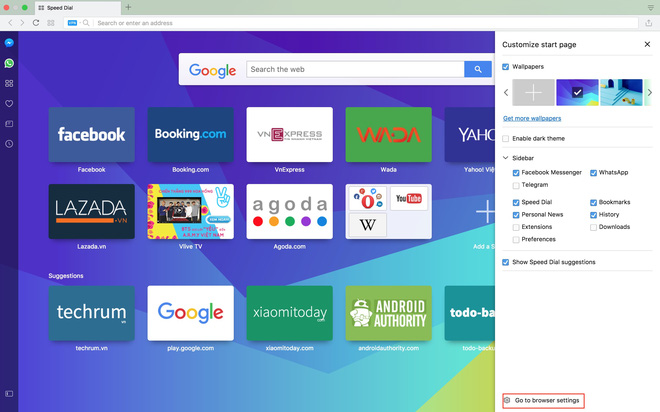 Speed Dial
VPN
Search or enter an address
Google
Search the web
Customize start page
Wallpapers
Get more wallpapers
Enable dark theme
Sidebar
Facebook Messenger
WhatsApp
Telegram
Speed Dial
Bookmarks
Personal News
History
Extensions
Downloads
Preferences
Show Speed Dial suggestions
Go to browser settings
facebook
Booking.com
VNEXPRESS
WADA
YAHO
Facebook
Booking.com
VnExpress
Wada
Yahoo! Việ
LAZADA
.VN
agoda
You Tube
W
Lazada.vn
Vlive TV
Agoda.com
Add a S
Suggestions
techrum
.vn
Google
xiaomitoday
.com
ANDROID
AUTHORITY
todo-ba
techrum.vn
play.google.com
xiaomitoday.com
androidauthority.com
todo-backu